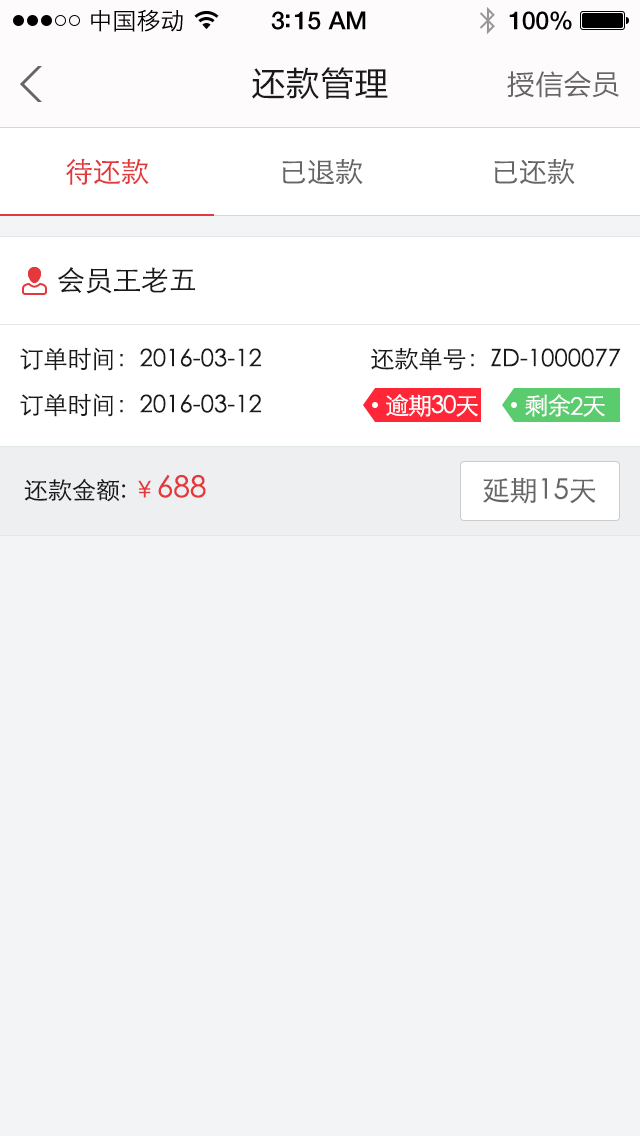 中国移动 3:15 AM 100%
还款管理 授信会员
待还款 已退款 已还款
会员王老五
订单时间：2016-03-12 还款单号：ZD-1000077
订单时间：2016-03-12 逾期30天 剩余2天
还款金额: ¥688 延期15天